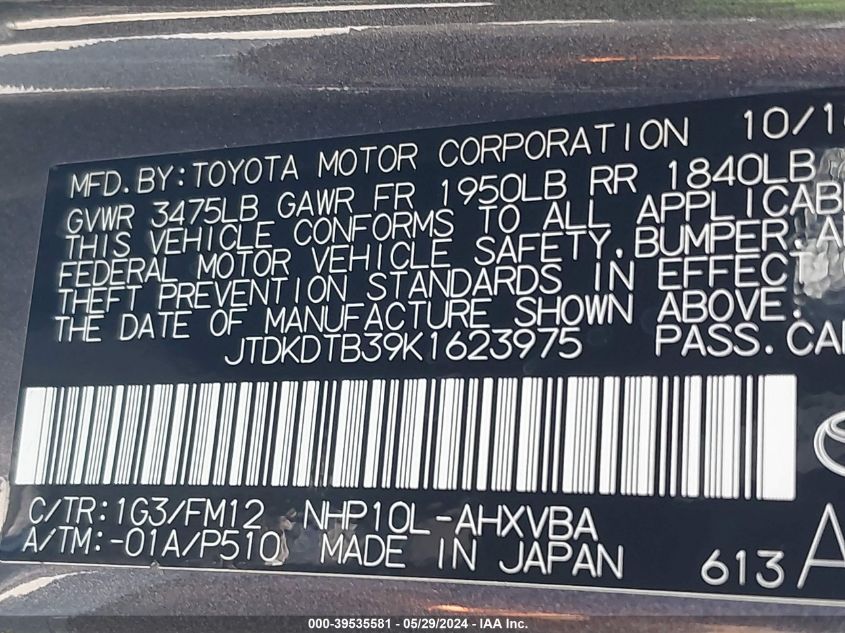 MFD. BY: TOYOTA MOTOR CORPORATION 10/1
GVWR 3475LB GAWR FR 1950LB RR 1840LB
THIS VEHICLE CONFORMS TO ALL APPLICABL
FEDERAL MOTOR VEHICLE SAFETY, BUMPER, A
THEFT PREVENTION STANDARDS IN EFFECT
THE DATE OF MANUFACTURE SHOWN ABOVE.
JTDKDTB39K1623975 PASS. CA
C/TR: 1G3/FM12 NHP10L-AHXVBA
A/TM: -01A/P510 MADE IN JAPAN 613 A
000-39535581 - 05/29/2024 - IAA Inc.